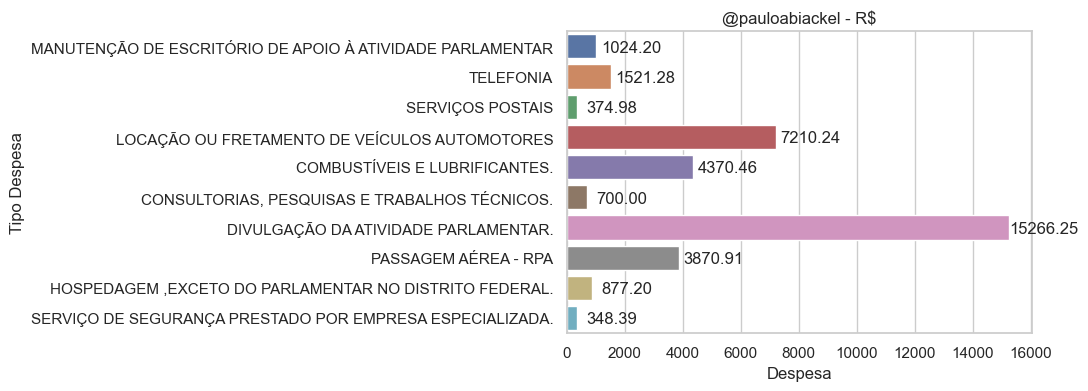 @pauloabiackel - R$
Tipo Despesa
MANUTENÇÃO DE ESCRITÓRIO DE APOIO À ATIVIDADE PARLAMENTAR 1024.20
TELEFONIA 1521.28
SERVIÇOS POSTAIS 374.98
LOCAÇÃO OU FRETAMENTO DE VEÍCULOS AUTOMOTORES 7210.24
COMBUSTÍVEIS E LUBRIFICANTES. 4370.46
CONSULTORIAS, PESQUISAS E TRABALHOS TÉCNICOS. 700.00
DIVULGAÇÃO DA ATIVIDADE PARLAMENTAR. 15266.25
PASSAGEM AÉREA - RPA 3870.91
HOSPEDAGEM ,EXCETO DO PARLAMENTAR NO DISTRITO FEDERAL. 877.20
SERVIÇO DE SEGURANÇA PRESTADO POR EMPRESA ESPECIALIZADA. 348.39
0 2000 4000 6000 8000 10000 12000 14000 16000
Despesa